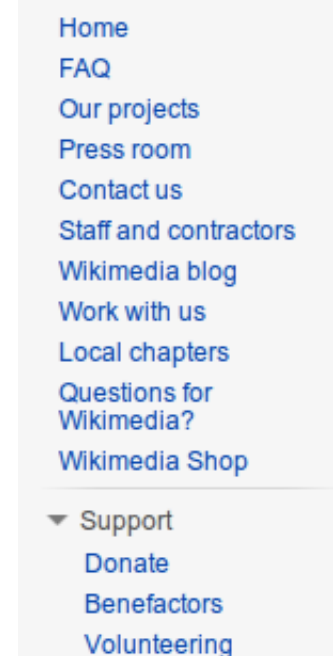 Home
FAQ
Our projects
Press room
Contact us
Staff and contractors
Wikimedia blog
Work with us
Local chapters
Questions for
Wikimedia?
Wikimedia Shop
Support
Donate
Benefactors
Volunteering